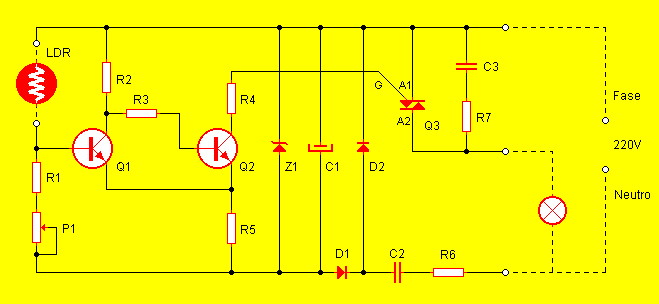 LDR
R2
R3
R4
G
A1
A2
Q3
C3
R7
Fase
220V
Neutro
Q1
Q2
Z1
C1
D2
R1
P1
R5
D1
C2
R6